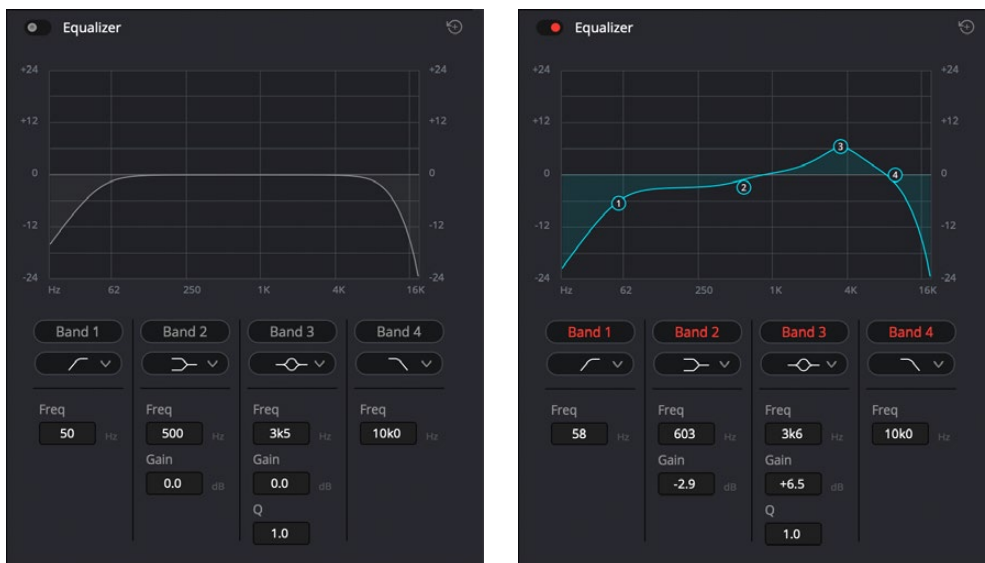 Equalizer
+24 +24
+12 +12
0 0
-12 -12
-24 -24
Hz 62 250 1K 4K 16K
Band 1 Band 2 Band 3 Band 4
Freq Freq Freq Freq
50 Hz 500 Hz 3k5 Hz 10k0 Hz
Gain Gain
0.0 dB 0.0 dB
Q
1.0
Equalizer
+24 +24
+12 +12
3
0 4 0
2
1
-12 -12
-24 -24
Hz 62 250 1K 4K 16K
Band 1 Band 2 Band 3 Band 4
Freq Freq Freq Freq
58 Hz 603 Hz 3k6 Hz 10k0 Hz
Gain Gain
-2.9 dB +6.5 dB
Q
1.0